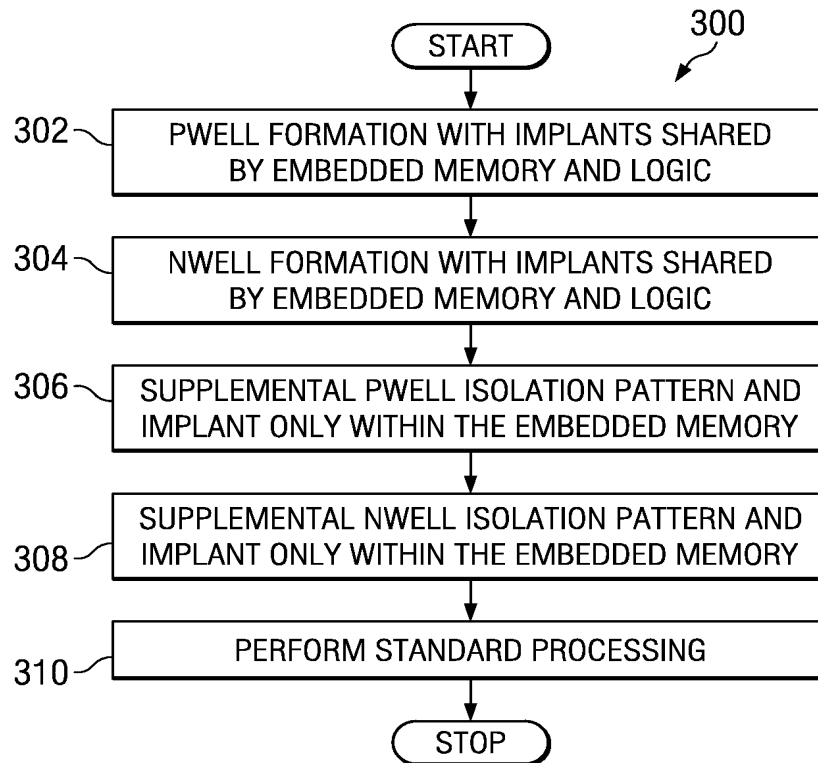 START
300
302
PWELL FORMATION WITH IMPLANTS SHARED
BY EMBEDDED MEMORY AND LOGIC
304
NWELL FORMATION WITH IMPLANTS SHARED
BY EMBEDDED MEMORY AND LOGIC
306
SUPPLEMENTAL PWELL ISOLATION PATTERN AND
IMPLANT ONLY WITHIN THE EMBEDDED MEMORY
308
SUPPLEMENTAL NWELL ISOLATION PATTERN AND
IMPLANT ONLY WITHIN THE EMBEDDED MEMORY
310
PERFORM STANDARD PROCESSING
STOP